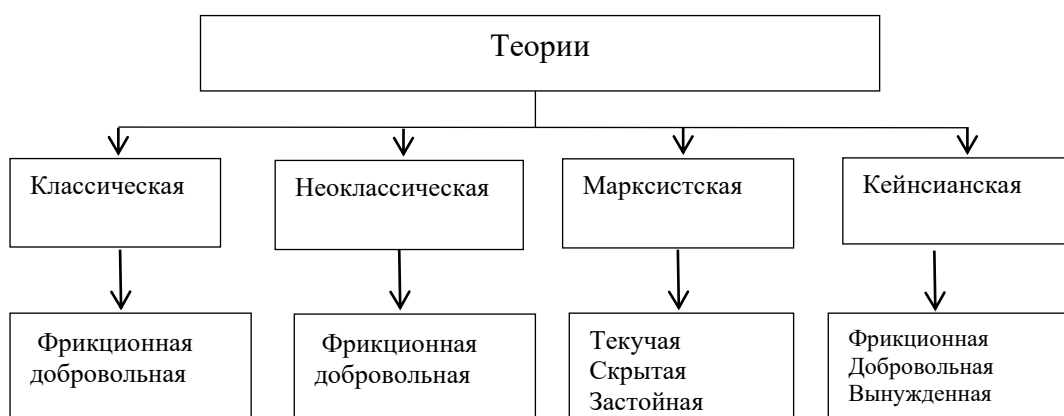 Теории
Классическая
Неоклассическая
Марксистская
Кейнсианская
Фрикционная
добровольная
Фрикционная
добровольная
Текучая
Скрытая
Застойная
Фрикционная
Добровольная
Вынужденная